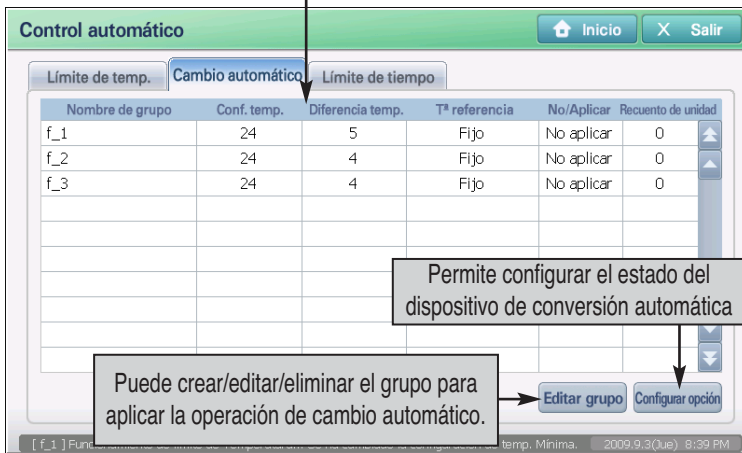 Control automático
Inicio
X Salir
Límite de temp.
Cambio automático
Límite de tiempo
Nombre de grupo Conf. temp. Diferencia temp. Tª referencia No/Aplicar Recuento de unidad
f_1 24 5 Fijo No aplicar 0
f_2 24 4 Fijo No aplicar 0
f_3 24 4 Fijo No aplicar 0
Permite configurar el estado del
dispositivo de conversión automática
Puede crear/editar/eliminar el grupo para
aplicar la operación de cambio automático.
Editar grupo
Configurar opción
[ f_1 ] temp. Mínima. 2009.9.3(Jue) 8:39 PM